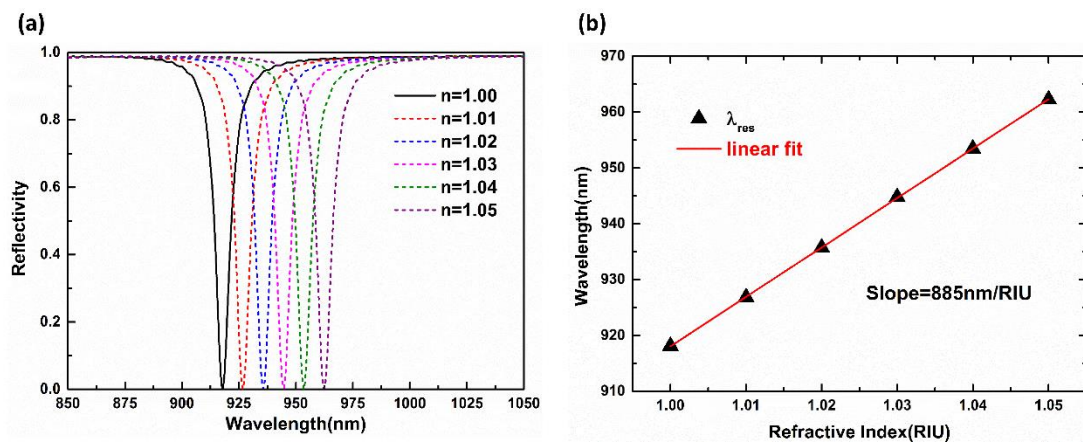 (a)
1.0
0.8
0.6
0.4
0.2
0.0
Reflectivity
850 875 900 925 950 975 1000 1025 1050
Wavelength(nm)
n=1.00
n=1.01
n=1.02
n=1.03
n=1.04
n=1.05
(b)
970
960
950
940
930
920
910
Wavelength(nm)
λres
linear fit
Slope=885nm/RIU
1.00 1.01 1.02 1.03 1.04 1.05
Refractive Index(RIU)